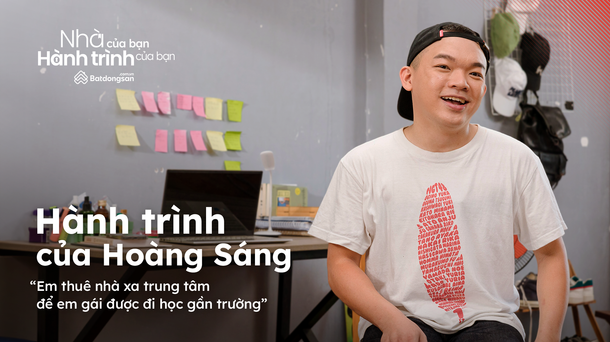 Nhà của bạn
Hành trình của bạn
Batdongsan
Hành trình
của Hoàng Sáng
“Em thuê nhà xa trung tâm
để em gái được đi học gần trường”